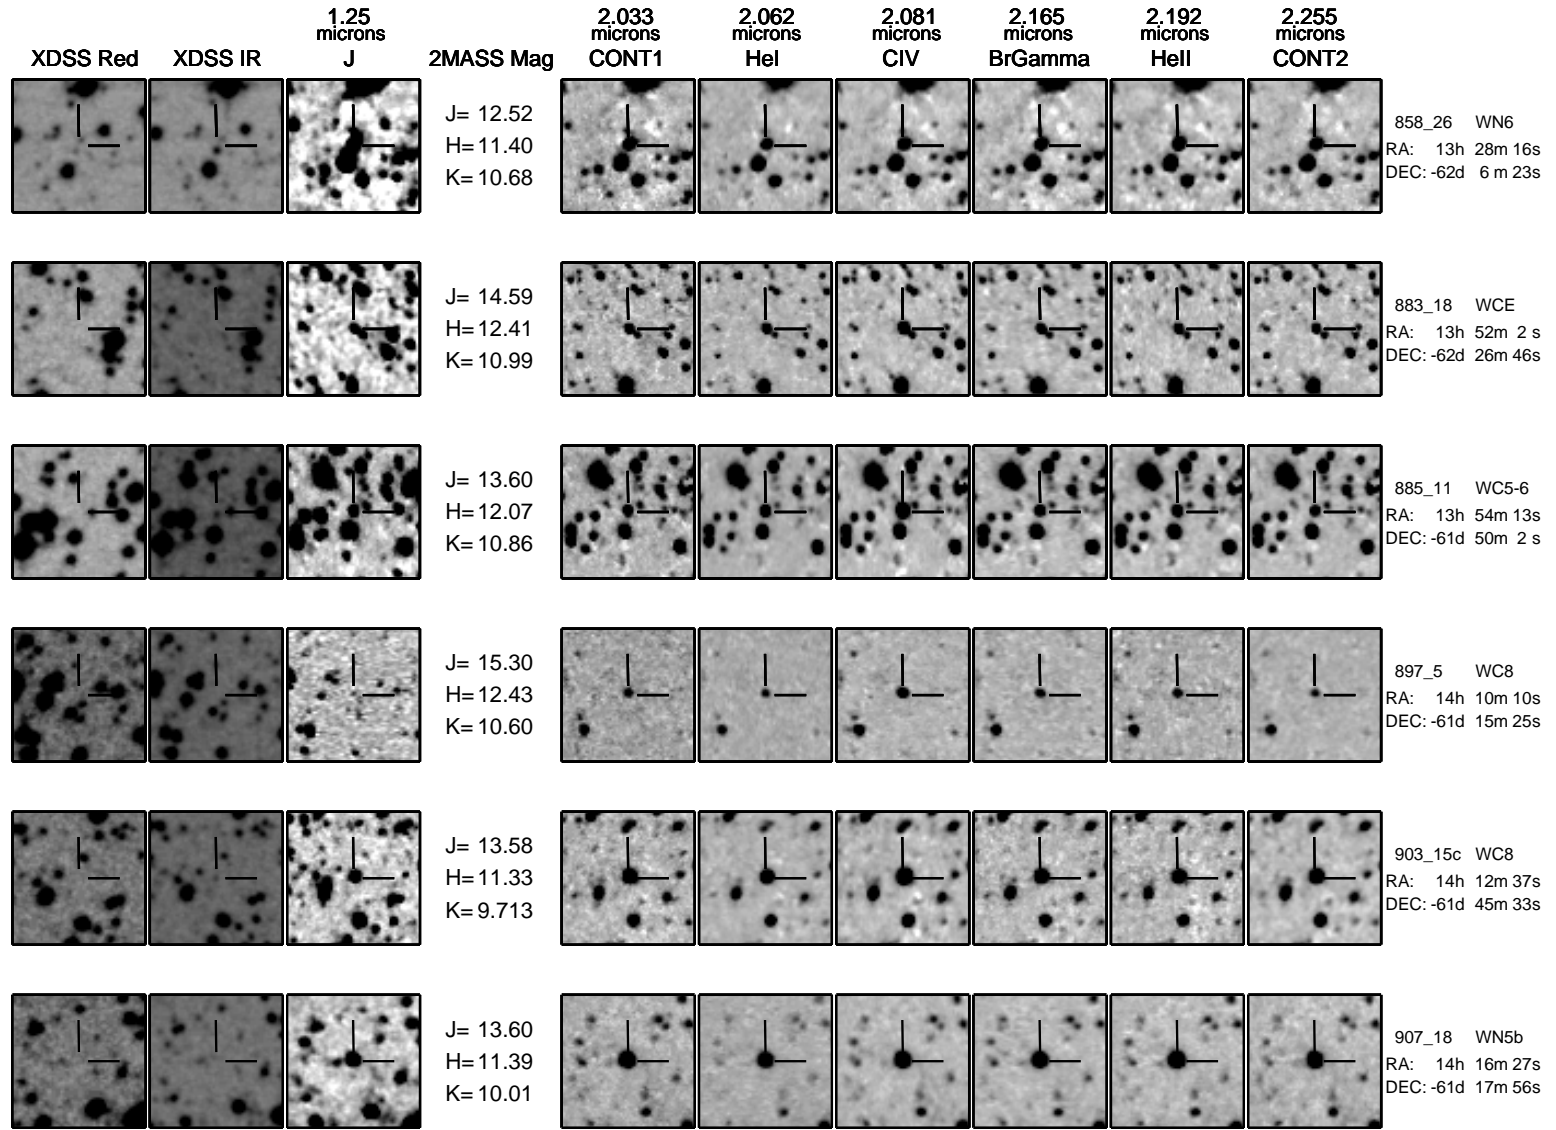 1.25 2.033 2.062 2.081 2.165 2.192 2.255
microns microns microns microns microns microns microns
XDSS Red XDSS IR J 2MASS Mag CONT1 HeI CIV BrGamma HeII CONT2
J= 12.52
H= 11.40
K= 10.68
858_26 WN6
RA: 13h 28m 16s
DEC: -62d 6 m 23s
J= 14.59
H= 12.41
K= 10.99
883_18 WCE
RA: 13h 52m 2 s
DEC: -62d 26m 46s
J= 13.60
H= 12.07
K= 10.86
885_11 WC5-6
RA: 13h 54m 13s
DEC: -61d 50m 2 s
J= 15.30
H= 12.43
K= 10.60
897_5 WC8
RA: 14h 10m 10s
DEC: -61d 15m 25s
J= 13.58
H= 11.33
K= 9.713
903_15c WC8
RA: 14h 12m 37s
DEC: -61d 45m 33s
J= 13.60
H= 11.39
K= 10.01
907_18 WN5b
RA: 14h 16m 27s
DEC: -61d 17m 56s